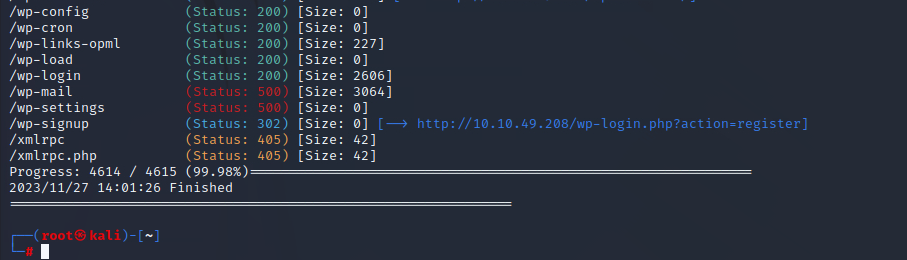 /wp-config (Status: 200) [Size: 0]
/wp-cron (Status: 200) [Size: 0]
/wp-links-opml (Status: 200) [Size: 227]
/wp-load (Status: 200) [Size: 0]
/wp-login (Status: 200) [Size: 2606]
/wp-mail (Status: 500) [Size: 3064]
/wp-settings (Status: 500) [Size: 0]
/wp-signup (Status: 302) [Size: 0] [--> http://10.10.49.208/wp-login.php?action=register]
/xmlrpc (Status: 405) [Size: 42]
/xmlrpc.php (Status: 405) [Size: 42]
Progress: 4614 / 4615 (99.98%)===============================================================
2023/11/27 14:01:26 Finished
===============================================================
┌──(root㉿kali)-[~]
└─#